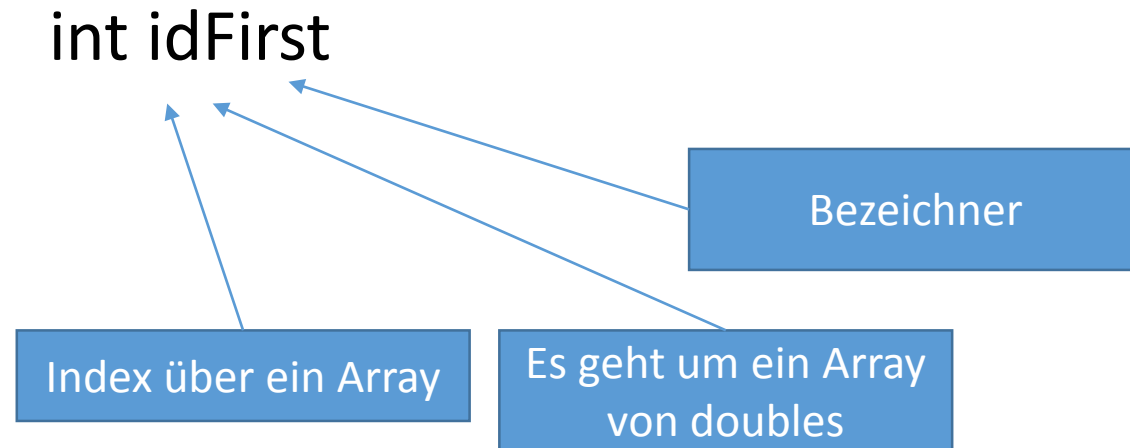 int idFirst
Bezeichner
Index über ein Array
Es geht um ein Array
von doubles